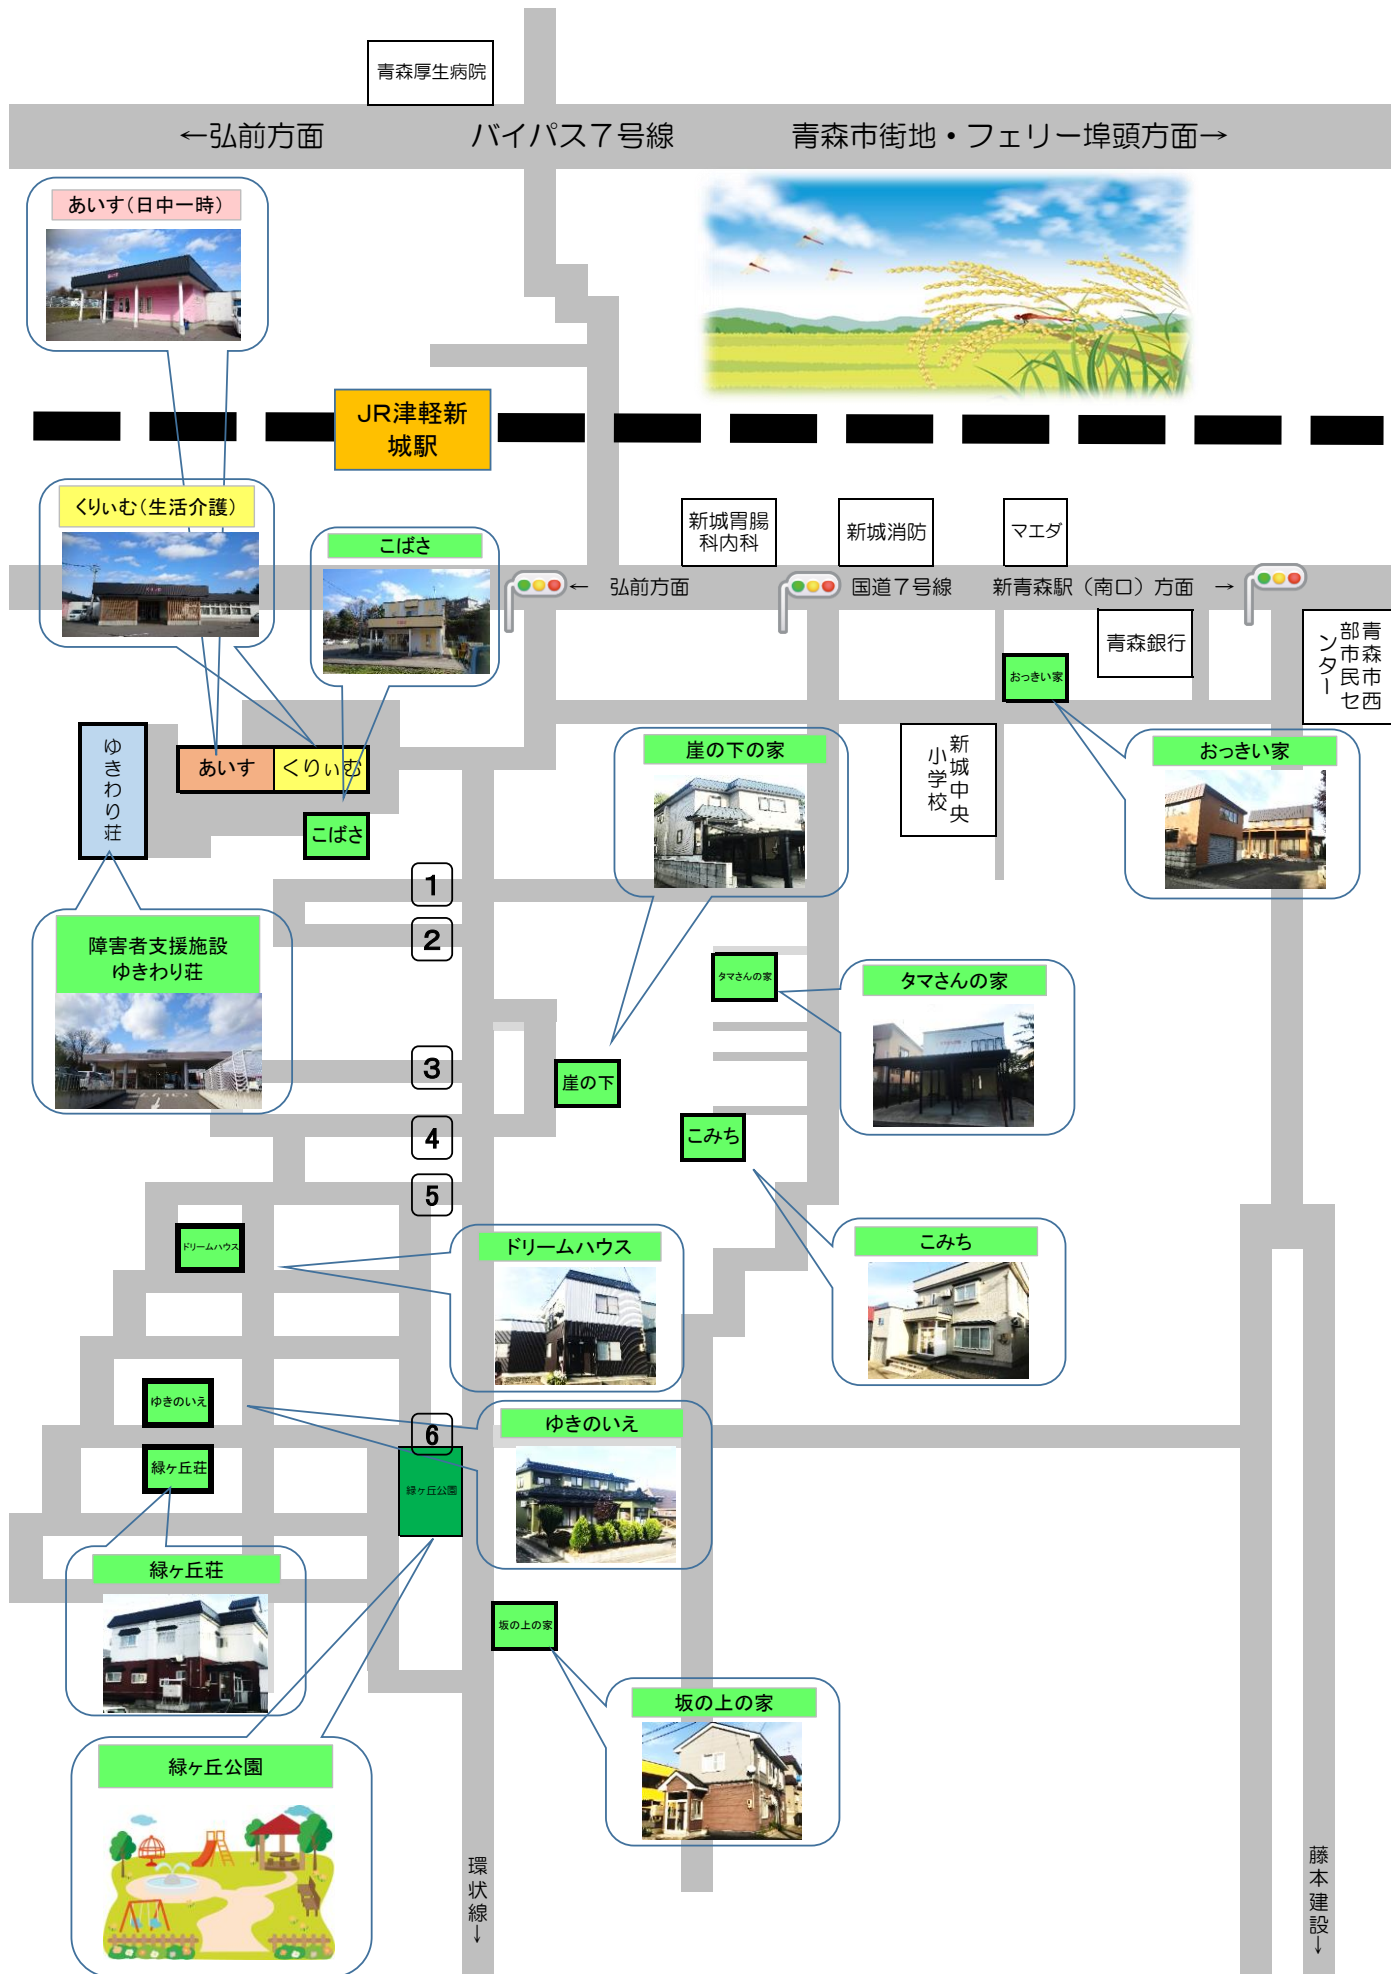 青森厚生病院
←弘前方面
バイパス７号線
青森市街地・フェリー埠頭方面→
あいす(日中一時)
JR津軽新
城駅
くりぃむ(生活介護)
こばさ
新城胃腸
科内科
新城消防
マエダ
← 弘前方面
国道７号線
新青森駅（南口）方面 →
青森銀行
青森市西
部市民セ
ンター
おっきい家
ゆきわり荘
あいす
くりぃむ
こばさ
崖の下の家
新城中央
小学校
おっきい家
1
2
障害者支援施設
ゆきわり荘
タマさんの家
タマさんの家
3
崖の下
4
こみち
5
ドリームハウス
ドリームハウス
こみち
ゆきのいえ
6
ゆきのいえ
緑ヶ丘荘
緑ヶ丘公園
緑ヶ丘荘
坂の上の家
坂の上の家
緑ヶ丘公園
環状線↓
藤本建設↓